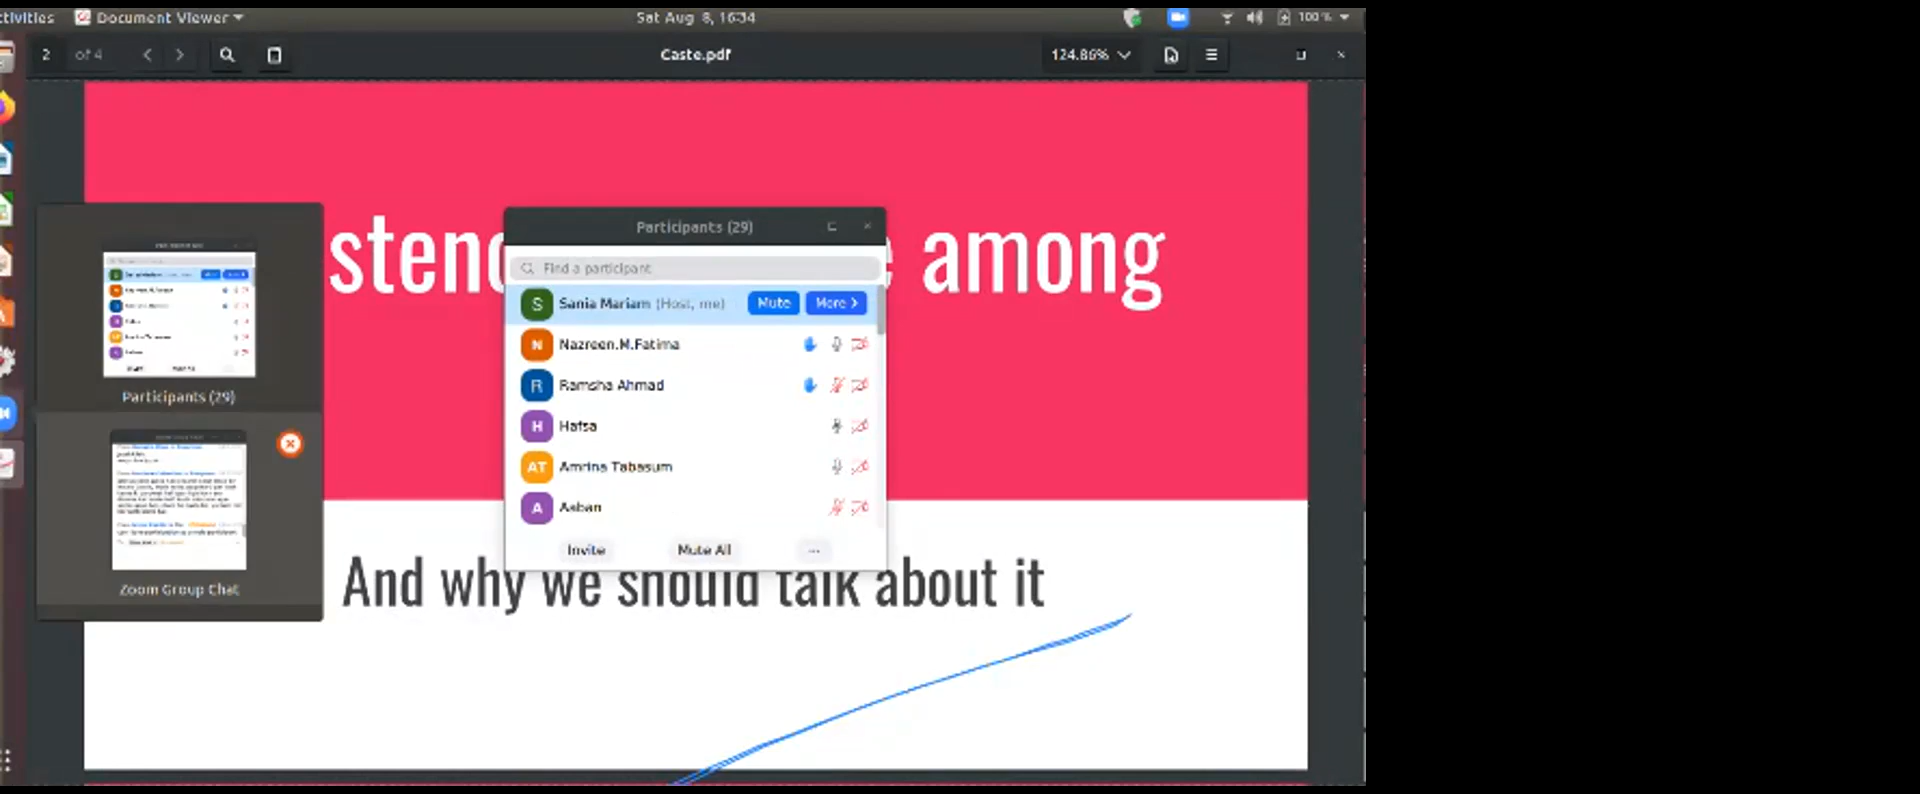 ctivities
Document Viewer
Sat Aug 8, 16:34
100 %
2 of 4
Caste.pdf
124.86%
among
And why we should talk about it
Participants (29)
Find a participant
S Sania Mariam (Host, me) Mute More
N Nazreen.M.Fatima
R Ramsha Ahmad
H Hafsa
AT Amrina Tabasum
A Aaban
Invite Mute All ...
Participants (29)
Zoom Group Chat